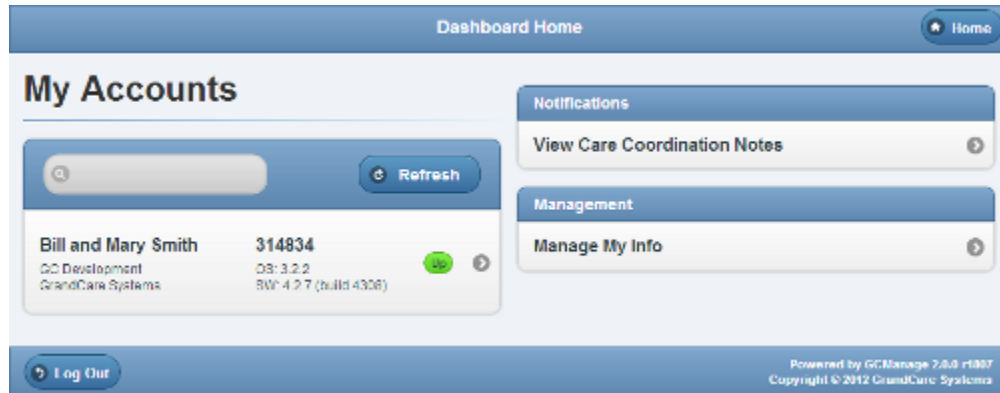 Dashboard Home
Home
My Accounts
Refresh
Bill and Mary Smith
GC Development
GrandCare Systems
314834
OS: 3.2.2
SW: 4.2.7 (build 4308)
Up
Notifications
View Care Coordination Notes
Management
Manage My Info
Log Out
Powered by GCManage 2.0.0 r1807
Copyright © 2012 GrandCare Systems